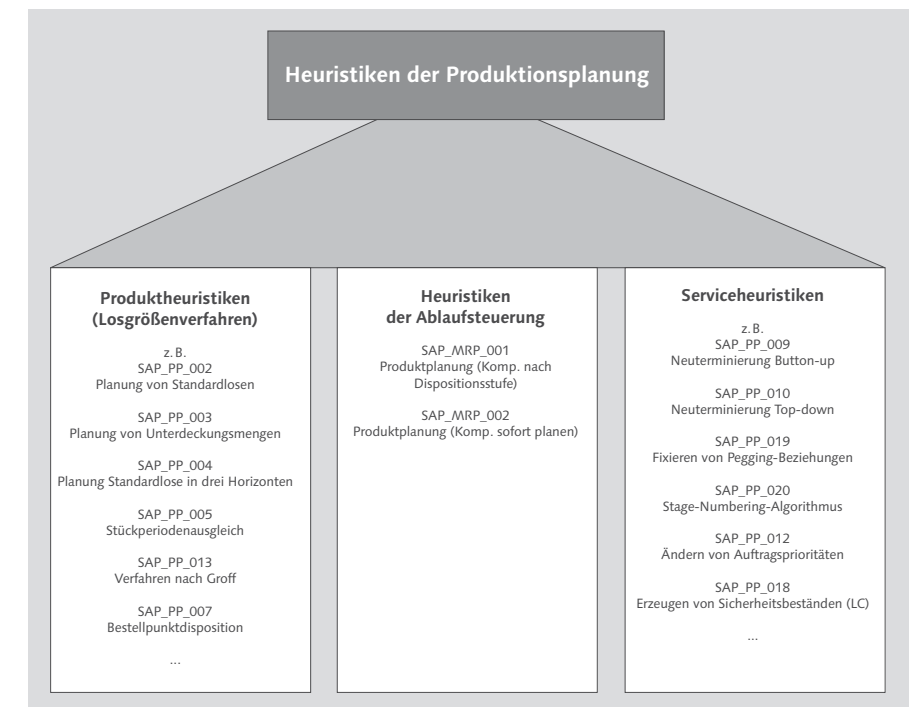 Heuristiken der Produktionsplanung
Produktheuristiken
(Losgrößenverfahren)
z. B.
SAP_PP_002
Planung von Standardlosen
SAP_PP_003
Planung von Unterdeckungsmengen
SAP_PP_004
Planung Standardlose in drei Horizonten
SAP_PP_005
Stückperiodenausgleich
SAP_PP_013
Verfahren nach Groff
SAP_PP_007
Bestellpunktdisposition
...
Heuristiken
der Ablaufsteuerung
SAP_MRP_001
Produktplanung (Komp. nach
Dispositionsstufe)
SAP_MRP_002
Produktplanung (Komp. sofort planen)
Serviceheuristiken
z. B.
SAP_PP_009
Neuterminierung Button-up
SAP_PP_010
Neuterminierung Top-down
SAP_PP_019
Fixieren von Pegging-Beziehungen
SAP_PP_020
Stage-Numbering-Algorithmus
SAP_PP_012
Ändern von Auftragsprioritäten
SAP_PP_018
Erzeugen von Sicherheitsbeständen (LC)
...